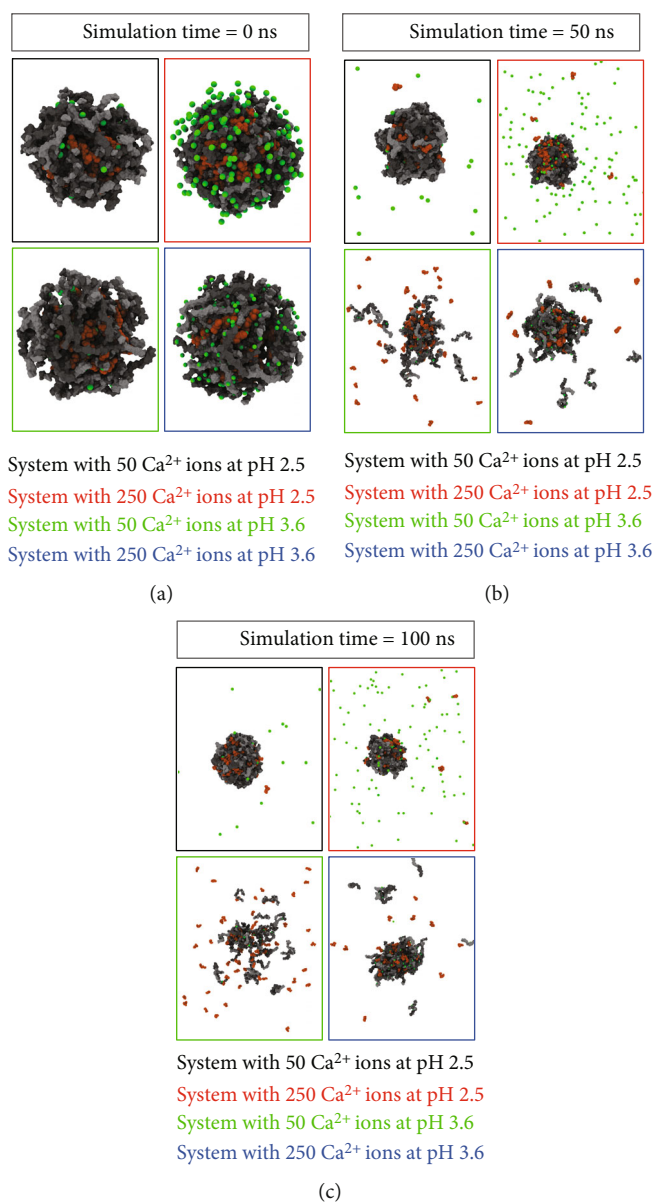 Simulation time = 0 ns
System with 50 Ca²⁺ ions at pH 2.5
System with 250 Ca²⁺ ions at pH 2.5
System with 50 Ca²⁺ ions at pH 3.6
System with 250 Ca²⁺ ions at pH 3.6
(a)
Simulation time = 50 ns
System with 50 Ca²⁺ ions at pH 2.5
System with 250 Ca²⁺ ions at pH 2.5
System with 50 Ca²⁺ ions at pH 3.6
System with 250 Ca²⁺ ions at pH 3.6
(b)
Simulation time = 100 ns
System with 50 Ca²⁺ ions at pH 2.5
System with 250 Ca²⁺ ions at pH 2.5
System with 50 Ca²⁺ ions at pH 3.6
System with 250 Ca²⁺ ions at pH 3.6
(c)